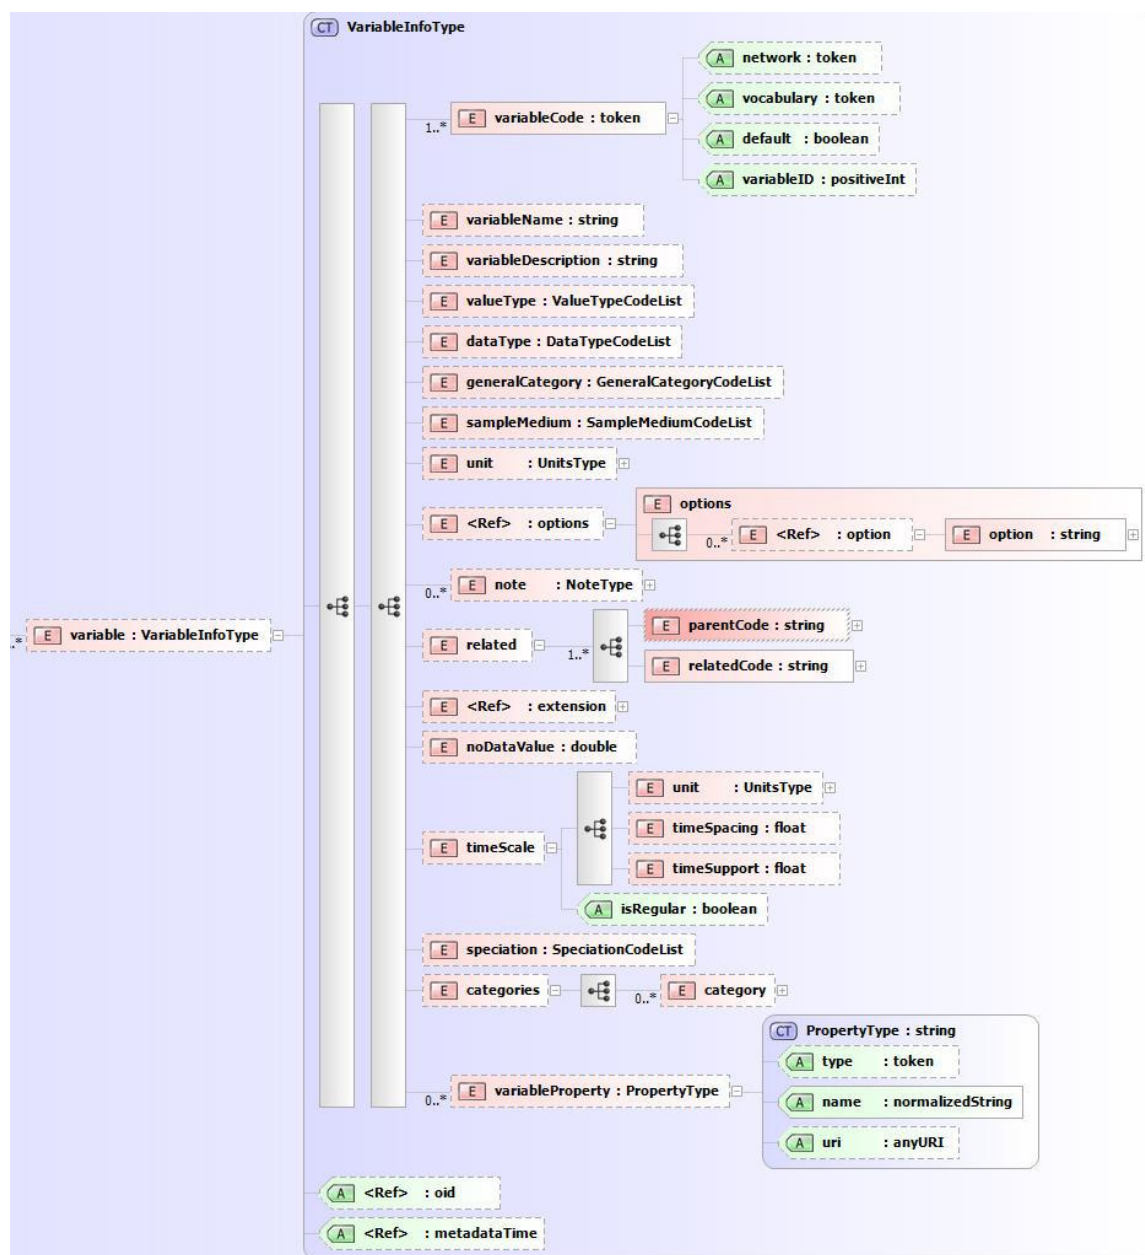 CT VariableInfoType
A network : token
1..* E variableCode : token
A vocabulary : token
A default : boolean
A variableID : positiveInt
E variableName : string
E variableDescription : string
E valueType : ValueTypeCodeList
E dataType : DataTypeCodeList
E generalCategory : GeneralCategoryCodeList
E sampleMedium : SampleMediumCodeList
E unit : UnitsType
E options
E <Ref> : options
0..* E <Ref> : option
E option : string
0..* E note : NoteType
E variable : VariableInfoType
E related
1..*
E parentCode : string
E relatedCode : string
E <Ref> : extension
E noDataValue : double
E timeScale
E unit : UnitsType
E timeSpacing : float
E timeSupport : float
A isRegular : boolean
E speciation : SpeciationCodeList
E categories
0..* E category
CT PropertyType : string
0..* E variableProperty : PropertyType
A type : token
A name : normalizedString
A uri : anyURI
A <Ref> : oid
A <Ref> : metadataTime